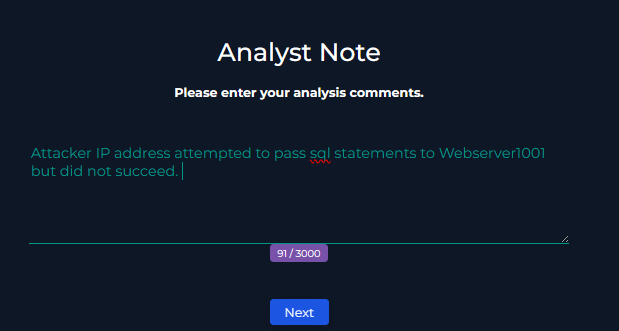 Analyst Note
Please enter your analysis comments.
Attacker IP address attempted to pass sql statements to Webserver1001
but did not succeed.
91 / 3000
Next